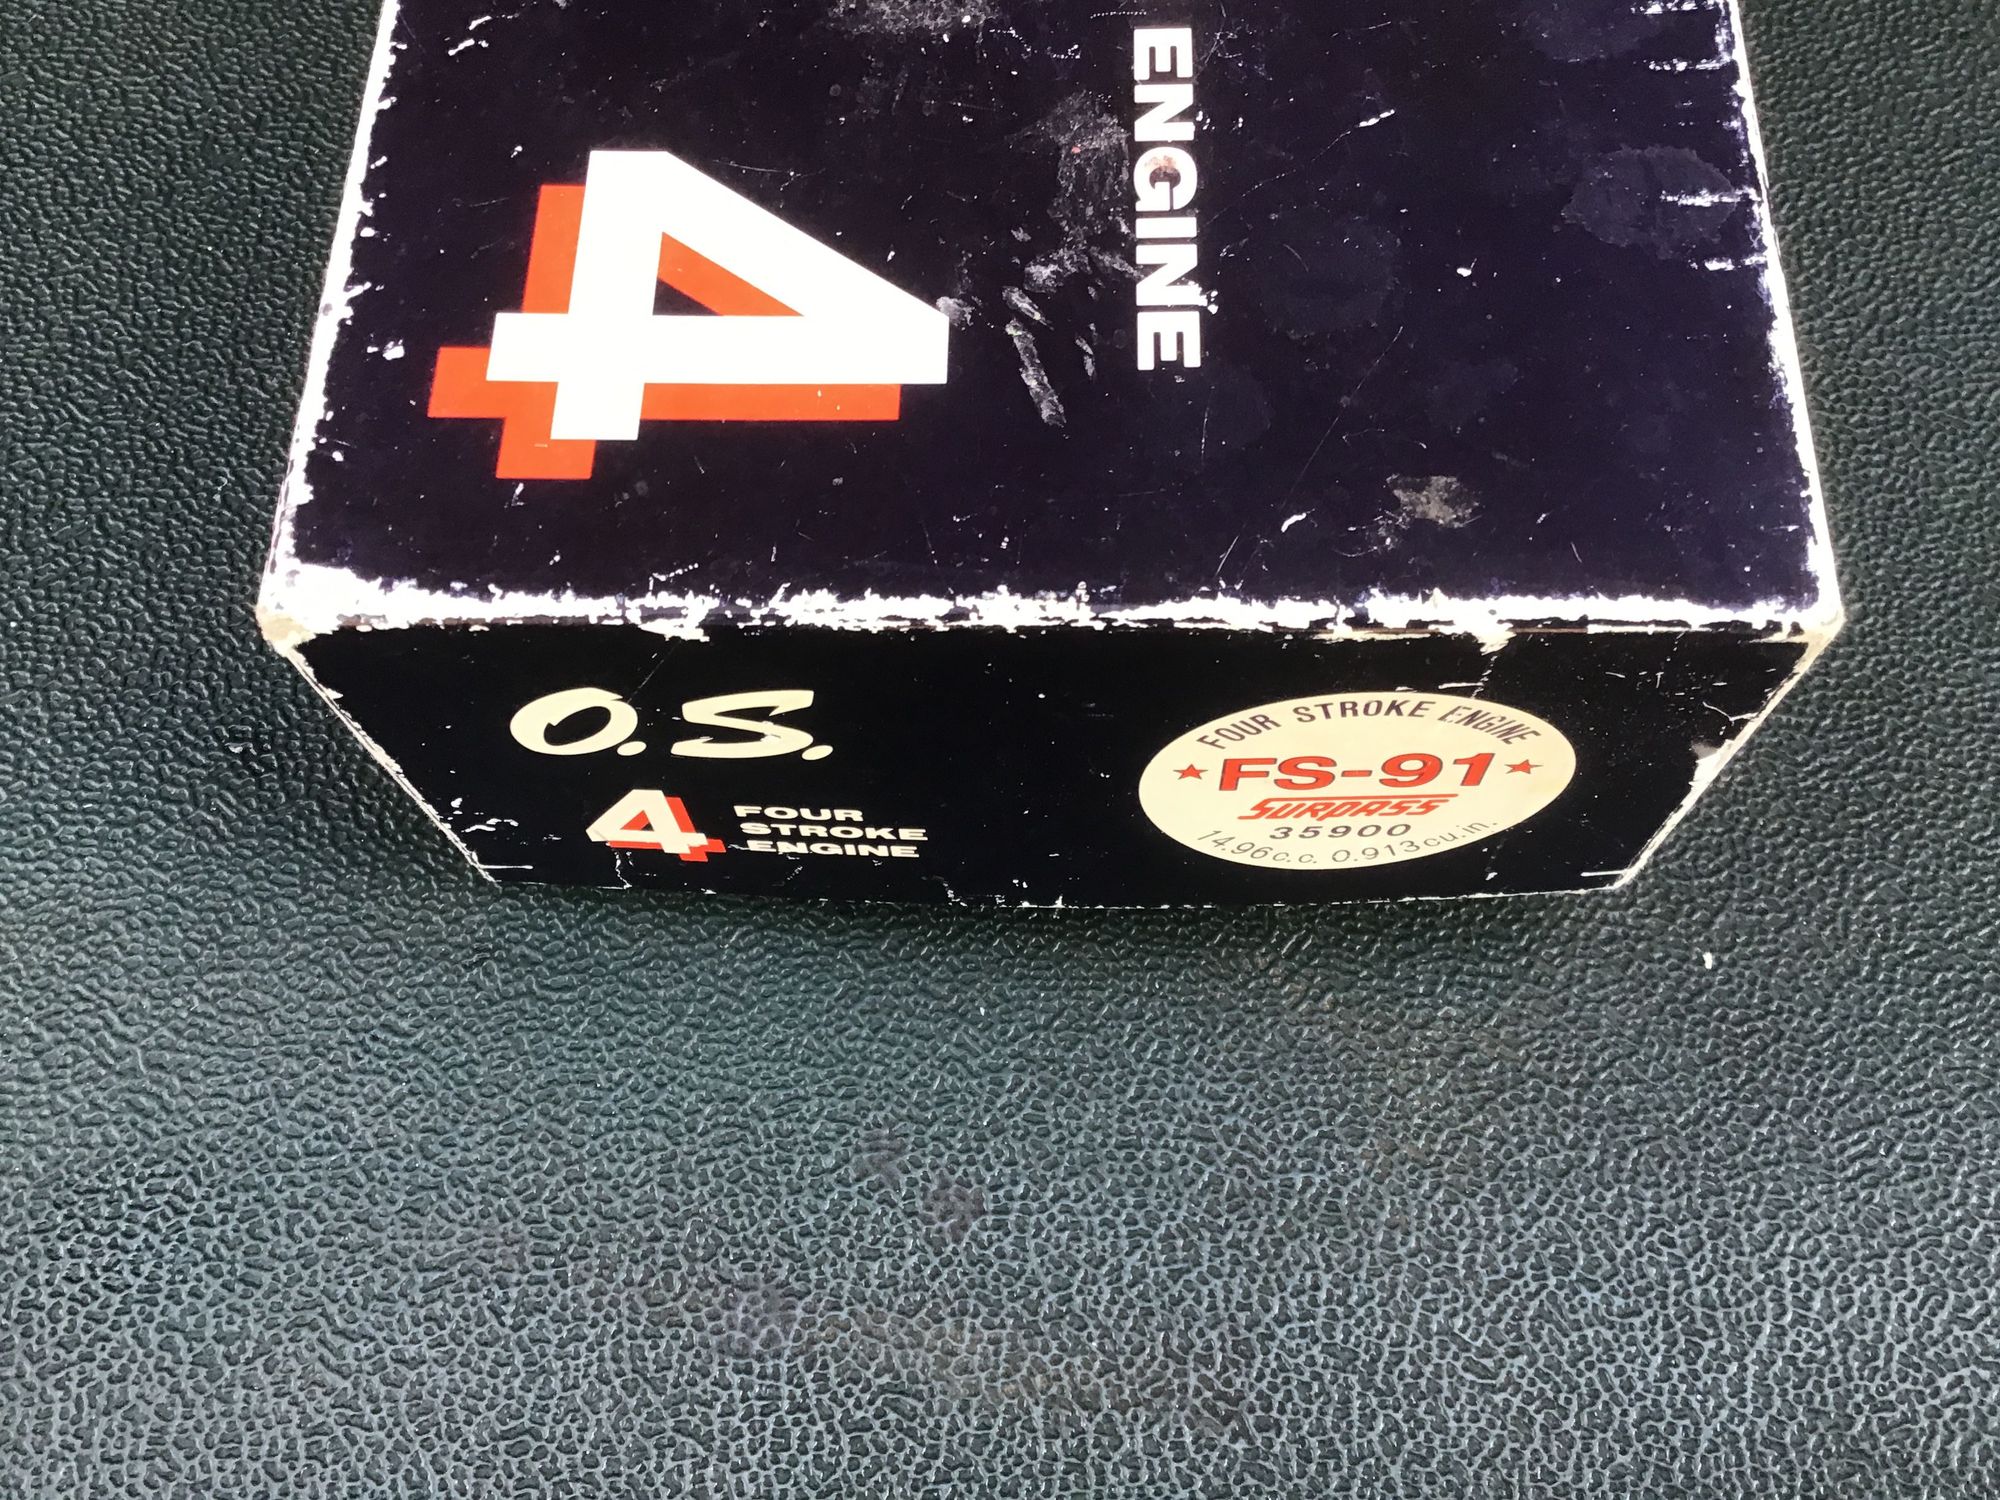 ENGINE
4
O.S.
4 FOUR
STROKE
ENGINE
FOUR STROKE ENGINE
★FS-91★
SURPASS
35900
14.96c.c. 0.913cu.in.